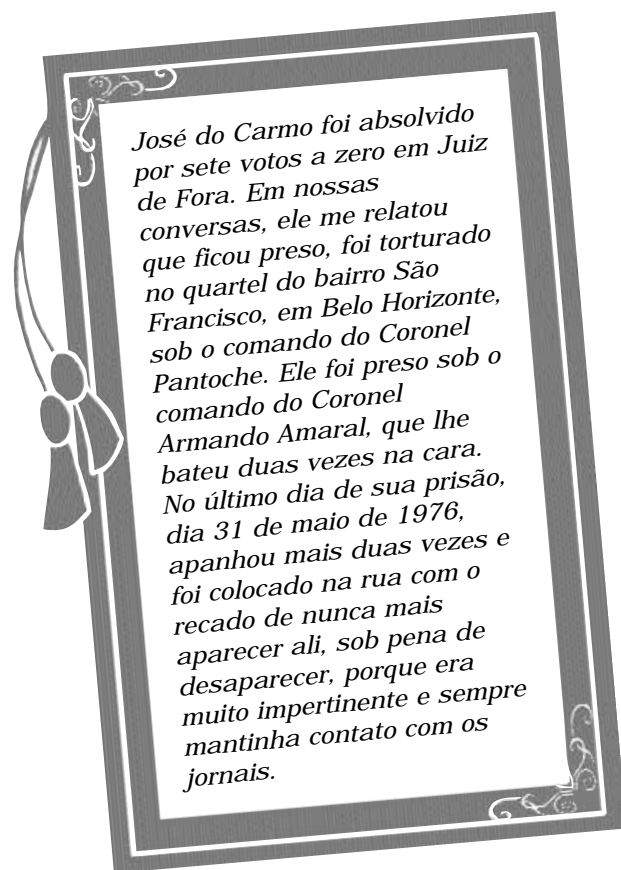 José do Carmo foi absolvido
por sete votos a zero em Juiz
de Fora. Em nossas
conversas, ele me relatou
que ficou preso, foi torturado
no quartel do bairro São
Francisco, em Belo Horizonte,
sob o comando do Coronel
Pantoche. Ele foi preso sob o
comando do Coronel
Armando Amaral, que lhe
bateu duas vezes na cara.
No último dia de sua prisão,
dia 31 de maio de 1976,
apanhou mais duas vezes e
foi colocado na rua com o
recado de nunca mais
aparecer ali, sob pena de
desaparecer, porque era
muito impertinente e sempre
mantinha contato com os
jornais.